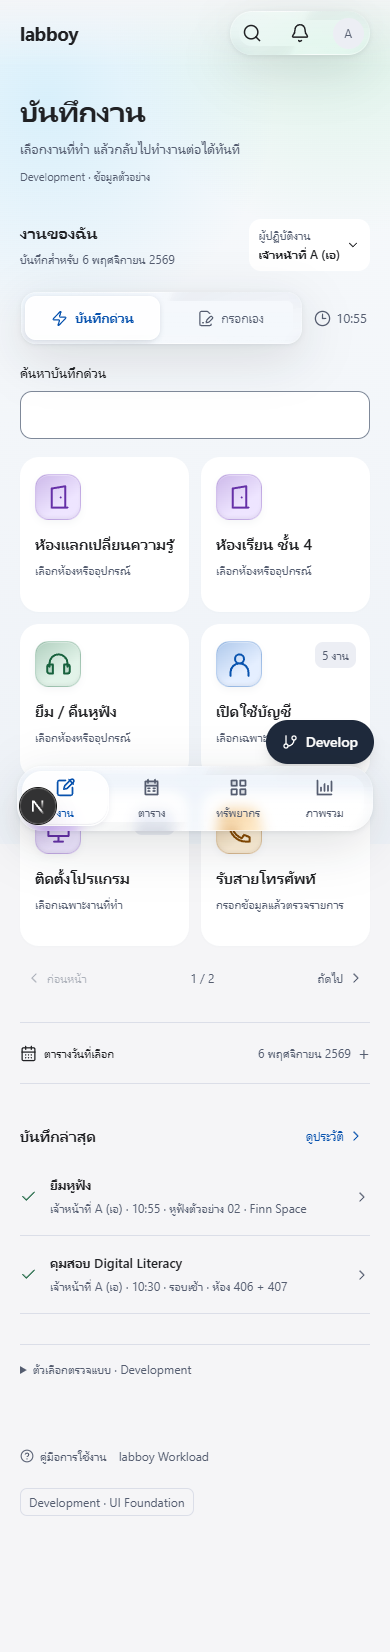 labboy
A
บันทึกงาน
เลือกงานที่ทำ แล้วกลับไปทำงานต่อได้ทันที
Development · ข้อมูลตัวอย่าง
งานของฉัน
บันทึกสำหรับ 6 พฤศจิกายน 2569
ผู้ปฏิบัติงาน
เจ้าหน้าที่ A (เอ)
บันทึกด่วน
กรอกเอง
10:55
ค้นหาบันทึกด่วน
ห้องแลกเปลี่ยนความรู้
เลือกห้องหรืออุปกรณ์
ห้องเรียน ชั้น 4
เลือกห้องหรืออุปกรณ์
ยืม / คืนหูฟัง
เลือกห้องหรืออุปกรณ์
5 งาน
เปิดใช้บัญชี
Develop
N
งาน
ตาราง
ทรัพยากร
ภาพรวม
ติดตั้งโปรแกรม
เลือกเฉพาะงานที่ทำ
รับสายโทรศัพท์
กรอกข้อมูลแล้วตรวจรายการ
ก่อนหน้า
1 / 2
ถัดไป
ตารางวันที่เลือก
6 พฤศจิกายน 2569
บันทึกล่าสุด
ดูประวัติ
ยืมหูฟัง
เจ้าหน้าที่ A (เอ) · 10:55 · หูฟังตัวอย่าง 02 · Finn Space
คุมสอบ Digital Literacy
เจ้าหน้าที่ A (เอ) · 10:30 · รอบเช้า · ห้อง 406 + 407
ตัวเลือกตรวจแบบ · Development
คู่มือการใช้งาน
labboy Workload
Development · UI Foundation